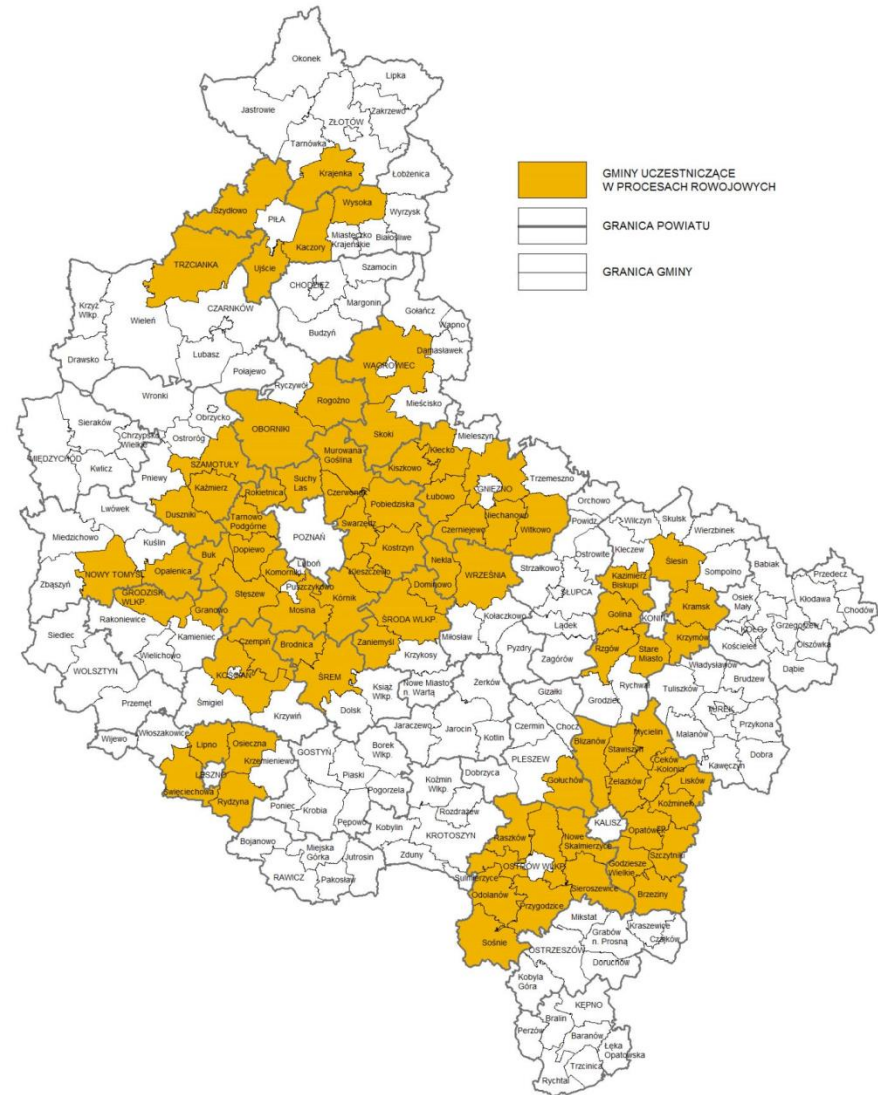 Okonek
Lipka
Jastrowie
Zakrzewo
ZŁOTÓW
Tarnówka
Krajenka
Łobżenica
Szydłowo
Wysoka
PIŁA
Wyrzysk
Miasteczko
Krajeńskie
Białośliwe
TRZCIANKA
Ujście
Kaczory
Szamocin
CHODZIEŻ
Margonin
Krzyż
Wlkp.
Wieleń
CZARNKÓW
Gołańcz
Budzyń
Wapno
Damasławek
Drawsko
Lubasz
Połajewo
WĄGROWIEC
Ryczywół
Wronki
Rogoźno
Mieścisko
Sieraków
Obrzycko
OBORNIKI
Chrzypsko
Wielkie
Ostroróg
Skoki
Mieleszyn
MIĘDZYCHÓD
Kwilcz
SZAMOTUŁY
Murowana
Goślina
Kłecko
Kiszkowo
Pniewy
Kaźmierz
Rokietnica
Suchy
Las
Czerwonak
GNIEZNO
Trzemeszno
Pobiedziska
Łubowo
Lwówek
Duszniki
Tarnowo
Podgórne
Niechanowo
Orchowo
Miedzichowo
Kuślin
Swarzędz
Czerniejewo
Witkowo
Powidz
Wilczyn
Skulsk
Wierzbinek
POZNAŃ
Kostrzyn
Buk
Dopiewo
Luboń
Ostrowite
Kleczew
Ślesin
Zbąszyń
NOWY TOMYŚL
Opalenica
Komorniki
Kleszczewo
Nekla
Strzałkowo
Kazimierz
Biskupi
Sompolno
Babiak
Przedecz
GRODZISK
WLKP.
Stęszew
Puszczykowo
Dominowo
WRZEŚNIA
SŁUPCA
Osiek
Mały
Kłodawa
Chodów
Granowo
Mosina
Kórnik
Golina
KONIN
Kramsk
Rakoniewice
ŚRODA WLKP.
Kołaczkowo
Lądek
KOŁO
Grzegorzew
Siedlec
Kamieniec
Czempiń
Brodnica
Zaniemyśl
Miłosław
Krzymów
Kościelec
Olszówka
Wielichowo
Krzykosy
Pyzdry
Zagórów
Rzgów
Stare
Miasto
Dąbie
WOLSZTYN
KOŚCIAN
ŚREM
Władysławów
Przemęt
Książ
Wlkp.
Nowe Miasto
n. Wartą
Żerków
Gizałki
Grodziec
Rychwał
Tuliszków
Brudzew
Śmigiel
Dolsk
TUREK
Włoszakowice
Krzywiń
Jaraczewo
Czermin
Chocz
Mycielin
Przykona
Wijewo
Lipno
Osieczna
Jarocin
Kotlin
Blizanów
Stawiszyn
Malanów
GOSTYŃ
Borek
Wlkp.
PLESZEW
Ceków
Kolonia
Kawęczyn
Dobra
LESZNO
Krzemieniewo
Piaski
Dobrzyca
Gołuchów
Żelazków
Lisków
Święciechowa
Pogorzela
Koźmin
Wlkp.
Koźminek
Rydzyna
Poniec
Krobia
Rozdrażew
KALISZ
Pępowo
Kobylin
Raszków
Nowe
Skalmierzyce
Opatówek
Bojanowo
KROTOSZYN
Miejska
Górka
Jutrosin
Zduny
OSTRÓW WLKP.
Godziesze
Wielkie
Szczytniki
RAWICZ
Pakosław
Sulmierzyce
Odolanów
Sieroszewice
Brzeziny
Przygodzice
Mikstat
Kraszewice
Sośnie
Grabów
n. Prosną
Czajków
OSTRZESZÓW
Doruchów
Kobyla
Góra
KĘPNO
Bralin
Perzów
Baranów
Łęka
Opatowska
Trzcinica
Rychtal
GMINY UCZESTNICZĄCE
W PROCESACH ROWOJOWYCH
GRANICA POWIATU
GRANICA GMINY